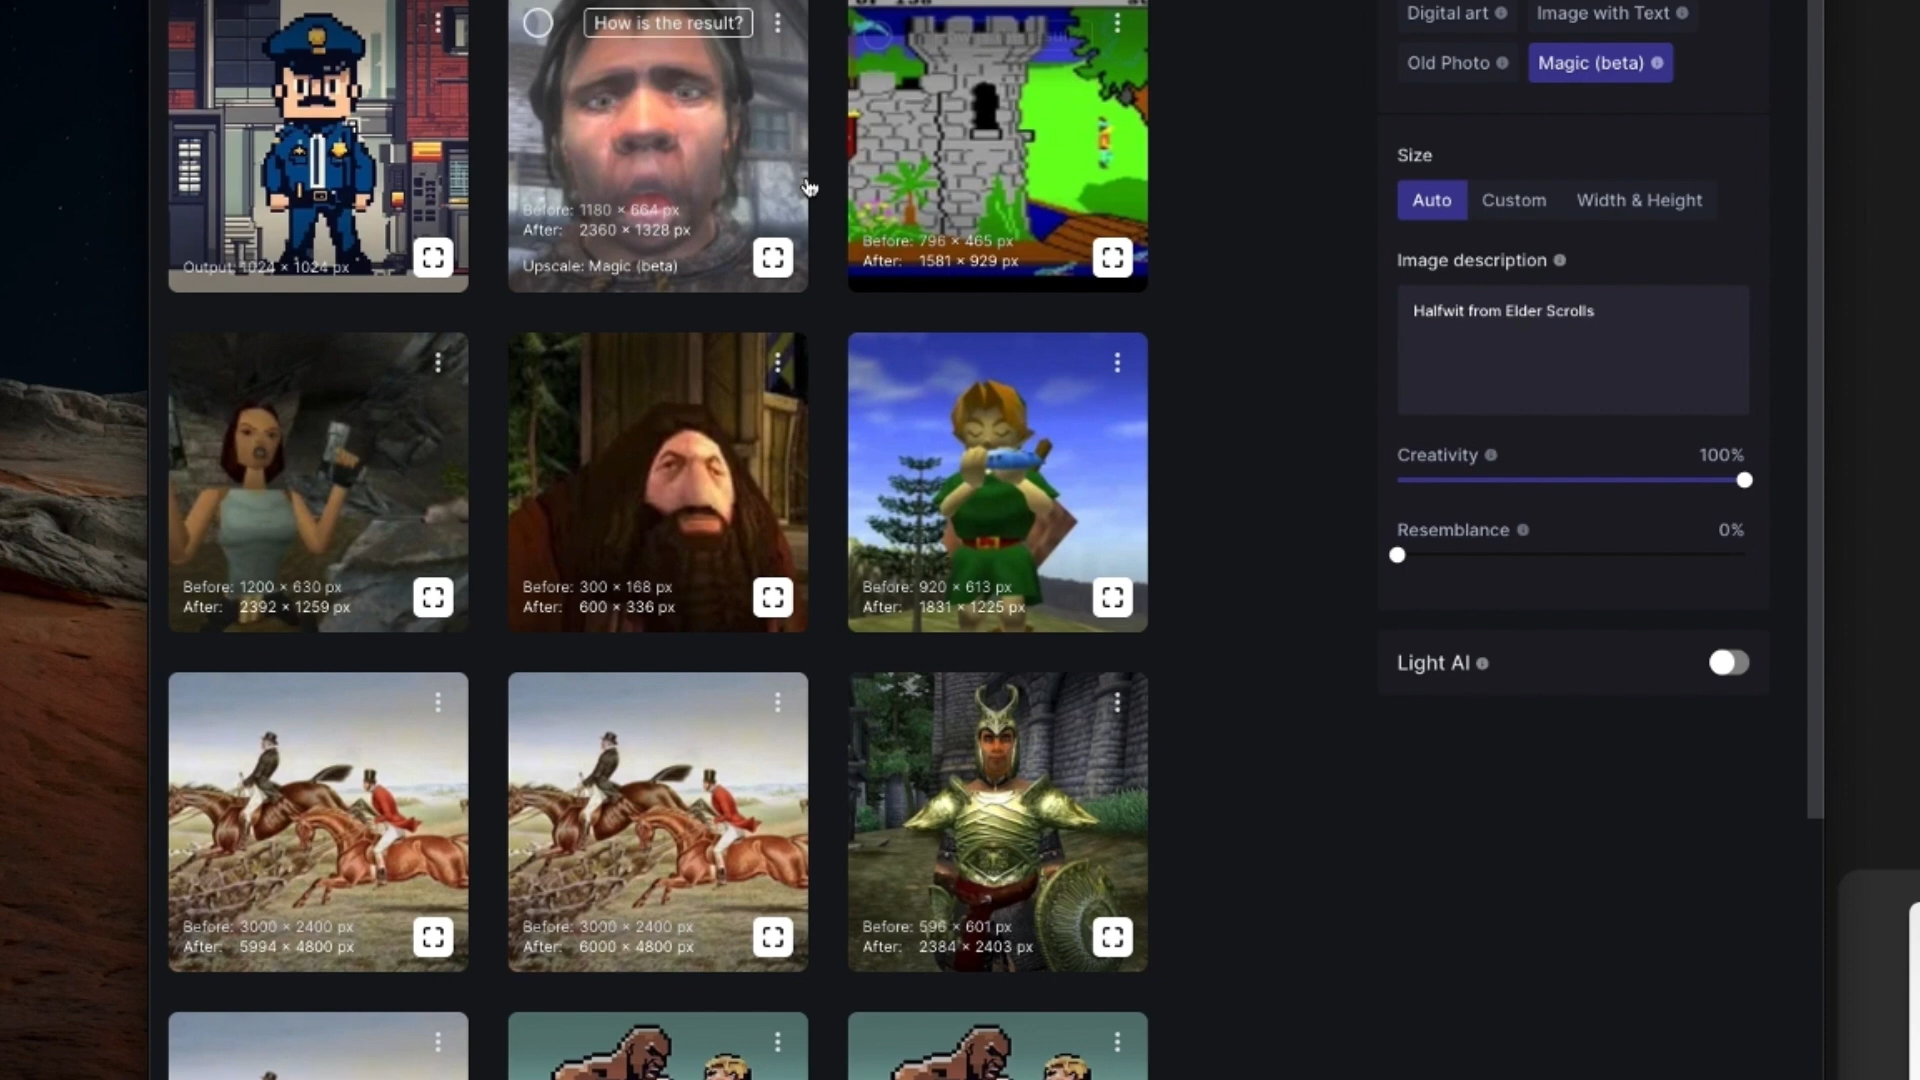 How is the result?
Digital art
Image with Text
Old Photo
Magic (beta)
Output: 1024 × 1024 px
Before: 1180 × 664 px
After: 2360 × 1328 px
Upscale: Magic (beta)
Before: 796 × 465 px
After: 1581 × 929 px
Size
Auto
Custom
Width & Height
Image description
Halfwit from Elder Scrolls
Before: 1200 × 630 px
After: 2392 × 1259 px
Before: 300 × 168 px
After: 600 × 336 px
Before: 920 × 613 px
After: 1831 × 1225 px
Creativity
100%
Resemblance
0%
Light AI
Before: 3000 × 2400 px
After: 5994 × 4800 px
Before: 3000 × 2400 px
After: 6000 × 4800 px
Before: 596 × 601 px
After: 2384 × 2403 px